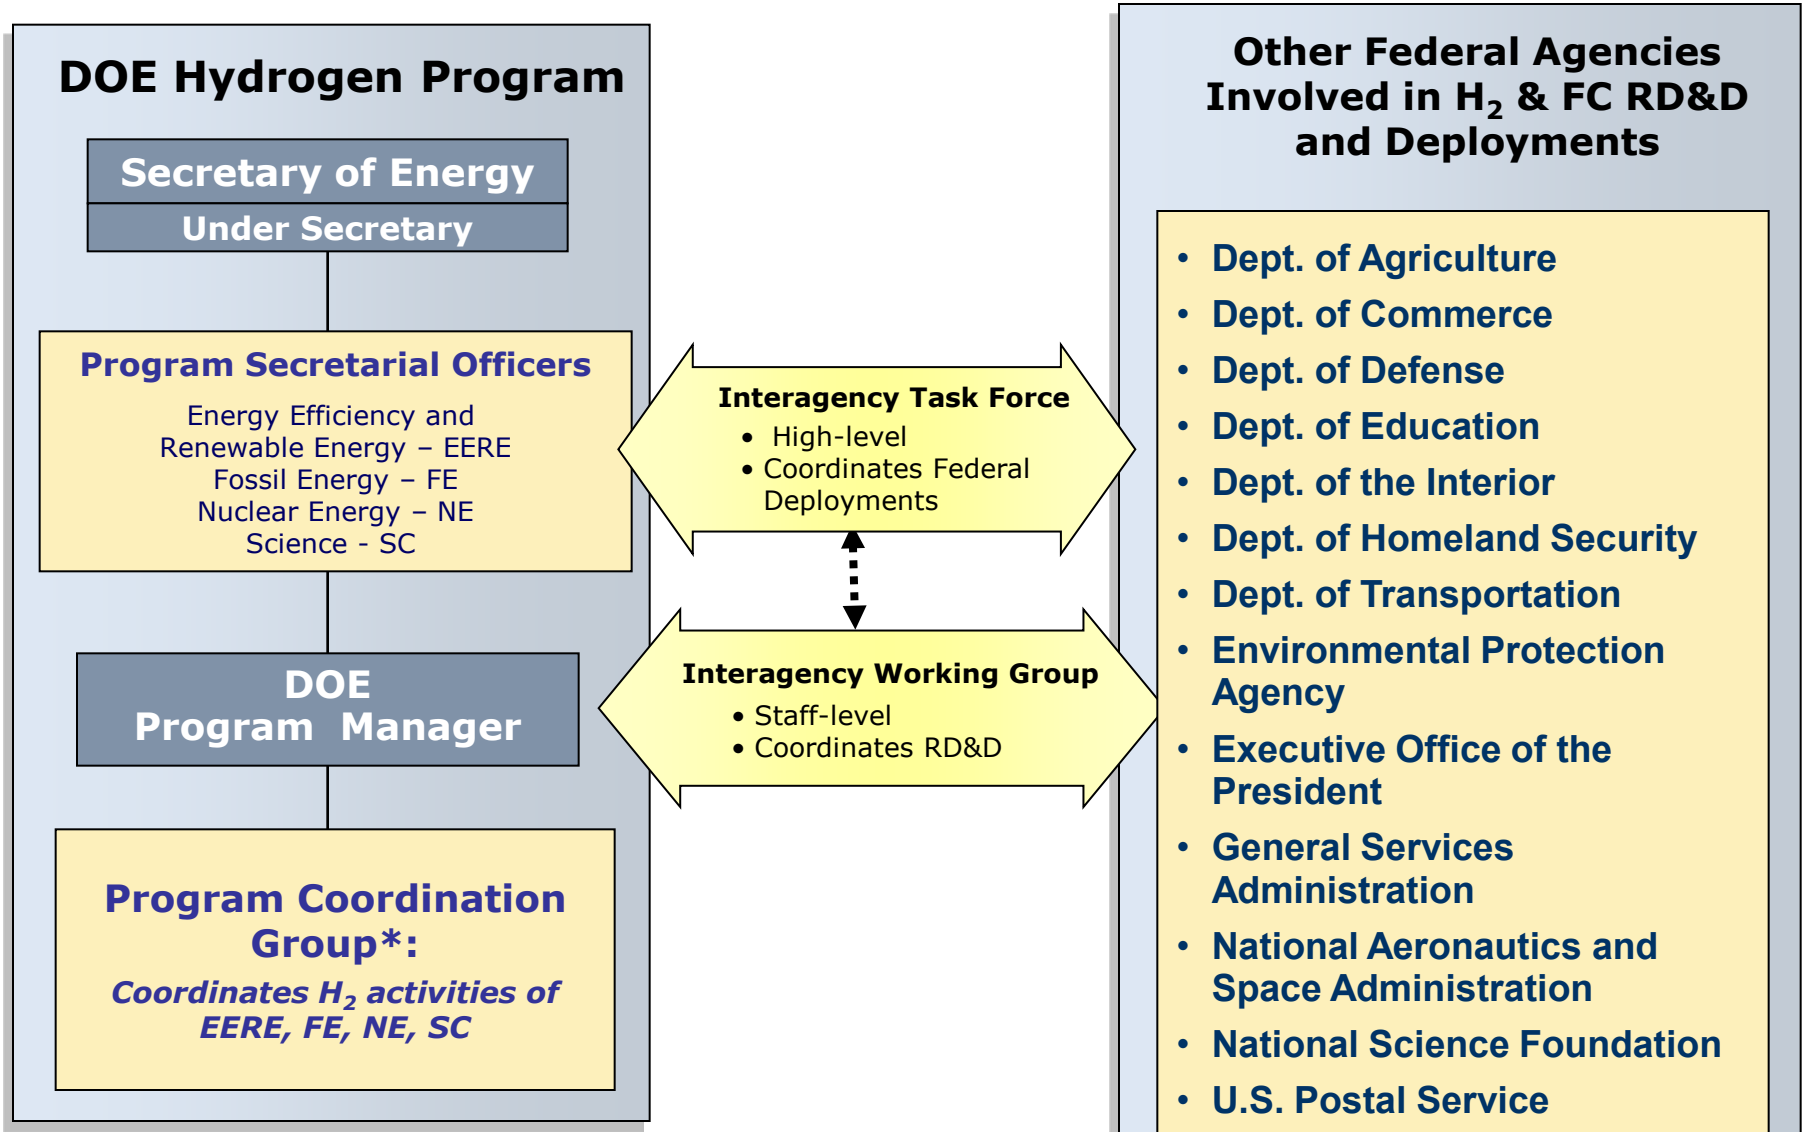 DOE Hydrogen Program
Secretary of Energy
Under Secretary
Program Secretarial Officers
Energy Efficiency and
Renewable Energy – EERE
Fossil Energy – FE
Nuclear Energy – NE
Science - SC
DOE
Program Manager
Program Coordination
Group*:
Coordinates H₂ activities of
EERE, FE, NE, SC
Interagency Task Force
• High-level
• Coordinates Federal
Deployments
Interagency Working Group
• Staff-level
• Coordinates RD&D
Other Federal Agencies
Involved in H₂ & FC RD&D
and Deployments
• Dept. of Agriculture
• Dept. of Commerce
• Dept. of Defense
• Dept. of Education
• Dept. of the Interior
• Dept. of Homeland Security
• Dept. of Transportation
• Environmental Protection
Agency
• Executive Office of the
President
• General Services
Administration
• National Aeronautics and
Space Administration
• National Science Foundation
• U.S. Postal Service